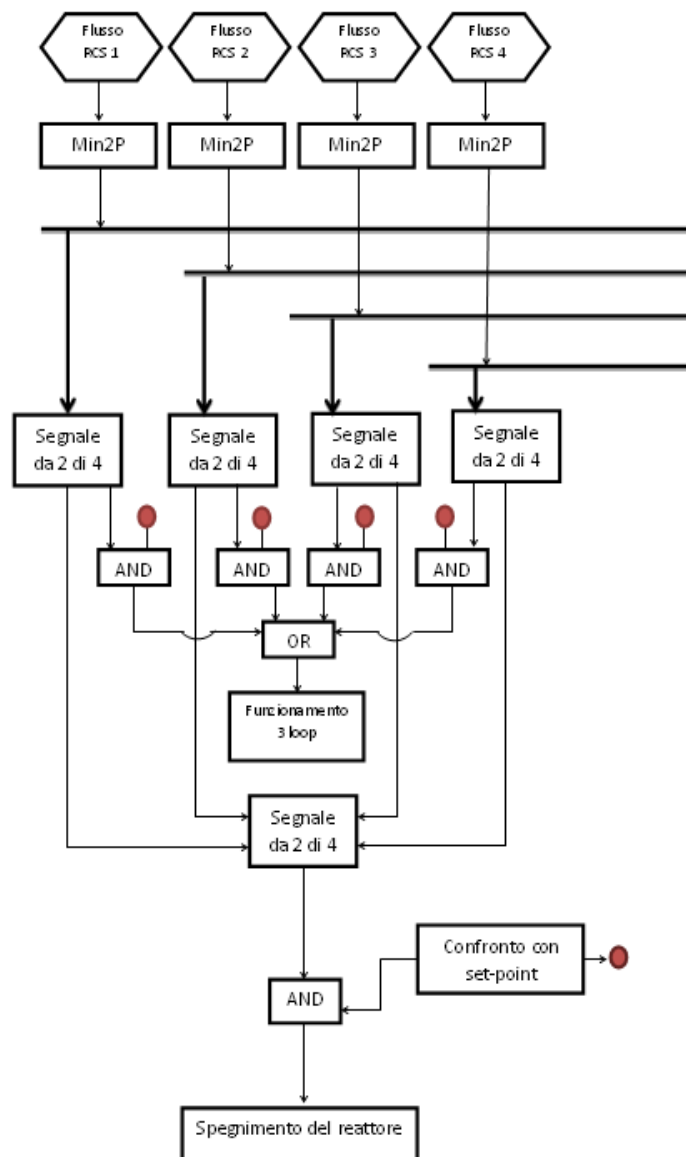 Flusso
RCS 1
Flusso
RCS 2
Flusso
RCS 3
Flusso
RCS 4
Min2P
Min2P
Min2P
Min2P
Segnale
da 2 di 4
Segnale
da 2 di 4
Segnale
da 2 di 4
Segnale
da 2 di 4
AND
AND
AND
AND
OR
Funzionamento
3 loop
Segnale
da 2 di 4
Confronto con
set-point
AND
Spegnimento del reattore